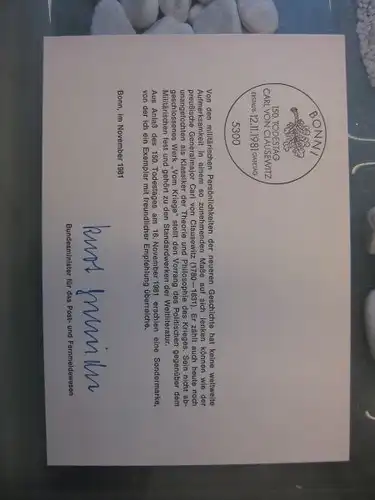 BONN 1
150. TODESTAG
CARL VON CLAUSEWITZ
12.11.1981
5300
Von den militärischen Persönlichkeiten der neueren Geschichte hat keine weltweite
Aufmerksamkeit in einem so zunehmenden Maße auf sich lenken können wie der
preußische Generalmajor Carl von Clausewitz (1780–1831). Er zählt auch heute noch
unangefochten als Klassiker der Theorie und Philosophie des Krieges. Sein nicht ab-
geschlossenes Werk „Vom Kriege“ stellt den Vorrang des Politischen gegenüber dem
Militärischen fest und gehört zu den Standardwerken der Weltliteratur.
Aus Anlaß des 150. Todestages am 16. November 1981 erschien eine Sondermarke,
von der ich ein Exemplar mit freundlicher Empfehlung überreiche.
Bonn, im November 1981
Bundesminister für das Post- und Fernmeldewesen